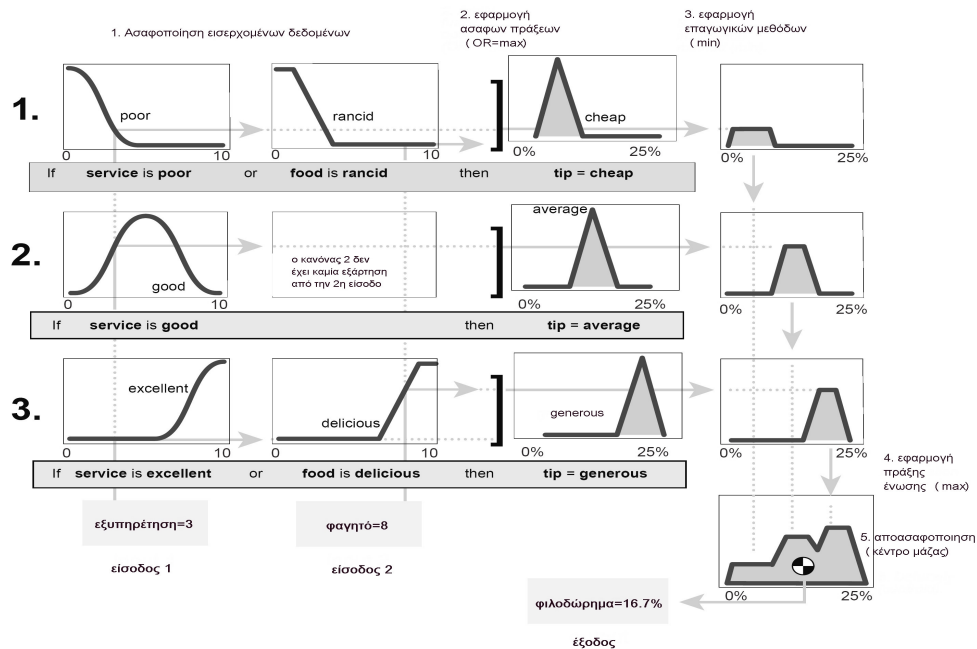 1. Ασαφοποίηση εισερχομένων δεδομένων
2. εφαρμογή
ασαφων πράξεων
( OR=max)
3. εφαρμογή
επαγωγικών μεθόδων
( min)
1.
poor
0 10
rancid
0 10
cheap
0% 25%
0% 25%
If service is poor or food is rancid then tip = cheap
2.
good
0 10
ο κανόνας 2 δεν
έχει καμία εξάρτηση
από την 2η είσοδο
average
0% 25%
0% 25%
If service is good then tip = average
3.
excellent
0 10
delicious
0 10
generous
0% 25%
0% 25%
If service is excellent or food is delicious then tip = generous
4. εφαρμογή
πράξης
ένωσης ( max)
εξυπηρέτηση=3
φαγητό=8
είσοδος 1
είσοδος 2
5. αποασαφοποιηση
( κέντρο μάζας)
0% 25%
φιλοδώρημα=16.7%
έξοδος